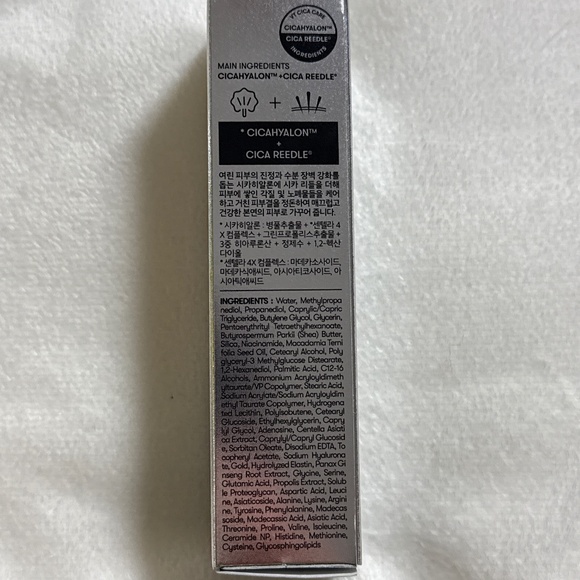 VT CICA CARE
CICAHYALON™
CICA REEDLE®
INGREDIENTS
MAIN INGREDIENTS
CICAHYALON™+CICA REEDLE®
+
* CICAHYALON™
+
CICA REEDLE®
여린 피부의 진정과 수분 장벽 강화를
돕는 시카히알론에 시카 리들을 더해
피부에 쌓인 각질 및 노폐물들을 케어
하고 거친 피부결을 정돈하여 매끄럽고
건강한 본연의 피부로 가꾸어 줍니다.
* 시카히알론 : 병풀추출물 + *센텔라 4
X 컴플렉스 + 그린프로폴리스추출물 +
3중 히아루론산 + 정제수 + 1,2-헥산
다이올
*센텔라 4X 컴플렉스 : 마데카소사이드,
마데카식애씨드, 아시아티코사이드, 아
시아틱애씨드
INGREDIENTS : Water, Methylpropa
nediol, Propanediol, Caprylic/Capric
Triglyceride, Butylene Glycol, Glycerin,
Pentaerythrityl Tetraethylhexanoate,
Butyrospermum Parkii (Shea) Butter,
Silica, Niacinamide, Macadamia Terni
folia Seed Oil, Cetearyl Alcohol, Poly
glyceryl-3 Methylglucose Distearate,
1,2-Hexanediol, Palmitic Acid, C12-16
Alcohols, Ammonium Acryloyldimeth
yltaurate/VP Copolymer, Stearic Acid,
Sodium Acrylate/Sodium Acryloyldim
ethyl Taurate Copolymer, Hydrogena
ted Lecithin, Polyisobutene, Cetearyl
Glucoside, Ethylhexylglycerin, Capry
lyl Glycol, Adenosine, Centella Asiati
ca Extract, Caprylyl/Capryl Glucosid
e, Sorbitan Oleate, Disodium EDTA, To
copheryl Acetate, Sodium Hyalurona
te, Gold, Hydrolyzed Elastin, Panax Gi
nseng Root Extract, Glycine, Serine,
Glutamic Acid, Propolis Extract, Solub
le Proteoglycan, Aspartic Acid, Leuci
ne, Asiaticoside, Alanine, Lysine, Argini
ne, Tyrosine, Phenylalanine, Madecas
soside, Madecassic Acid, Asiatic Acid,
Threonine, Proline, Valine, Isoleucine,
Ceramide NP, Histidine, Methionine,
Cysteine, Glycosphingolipids